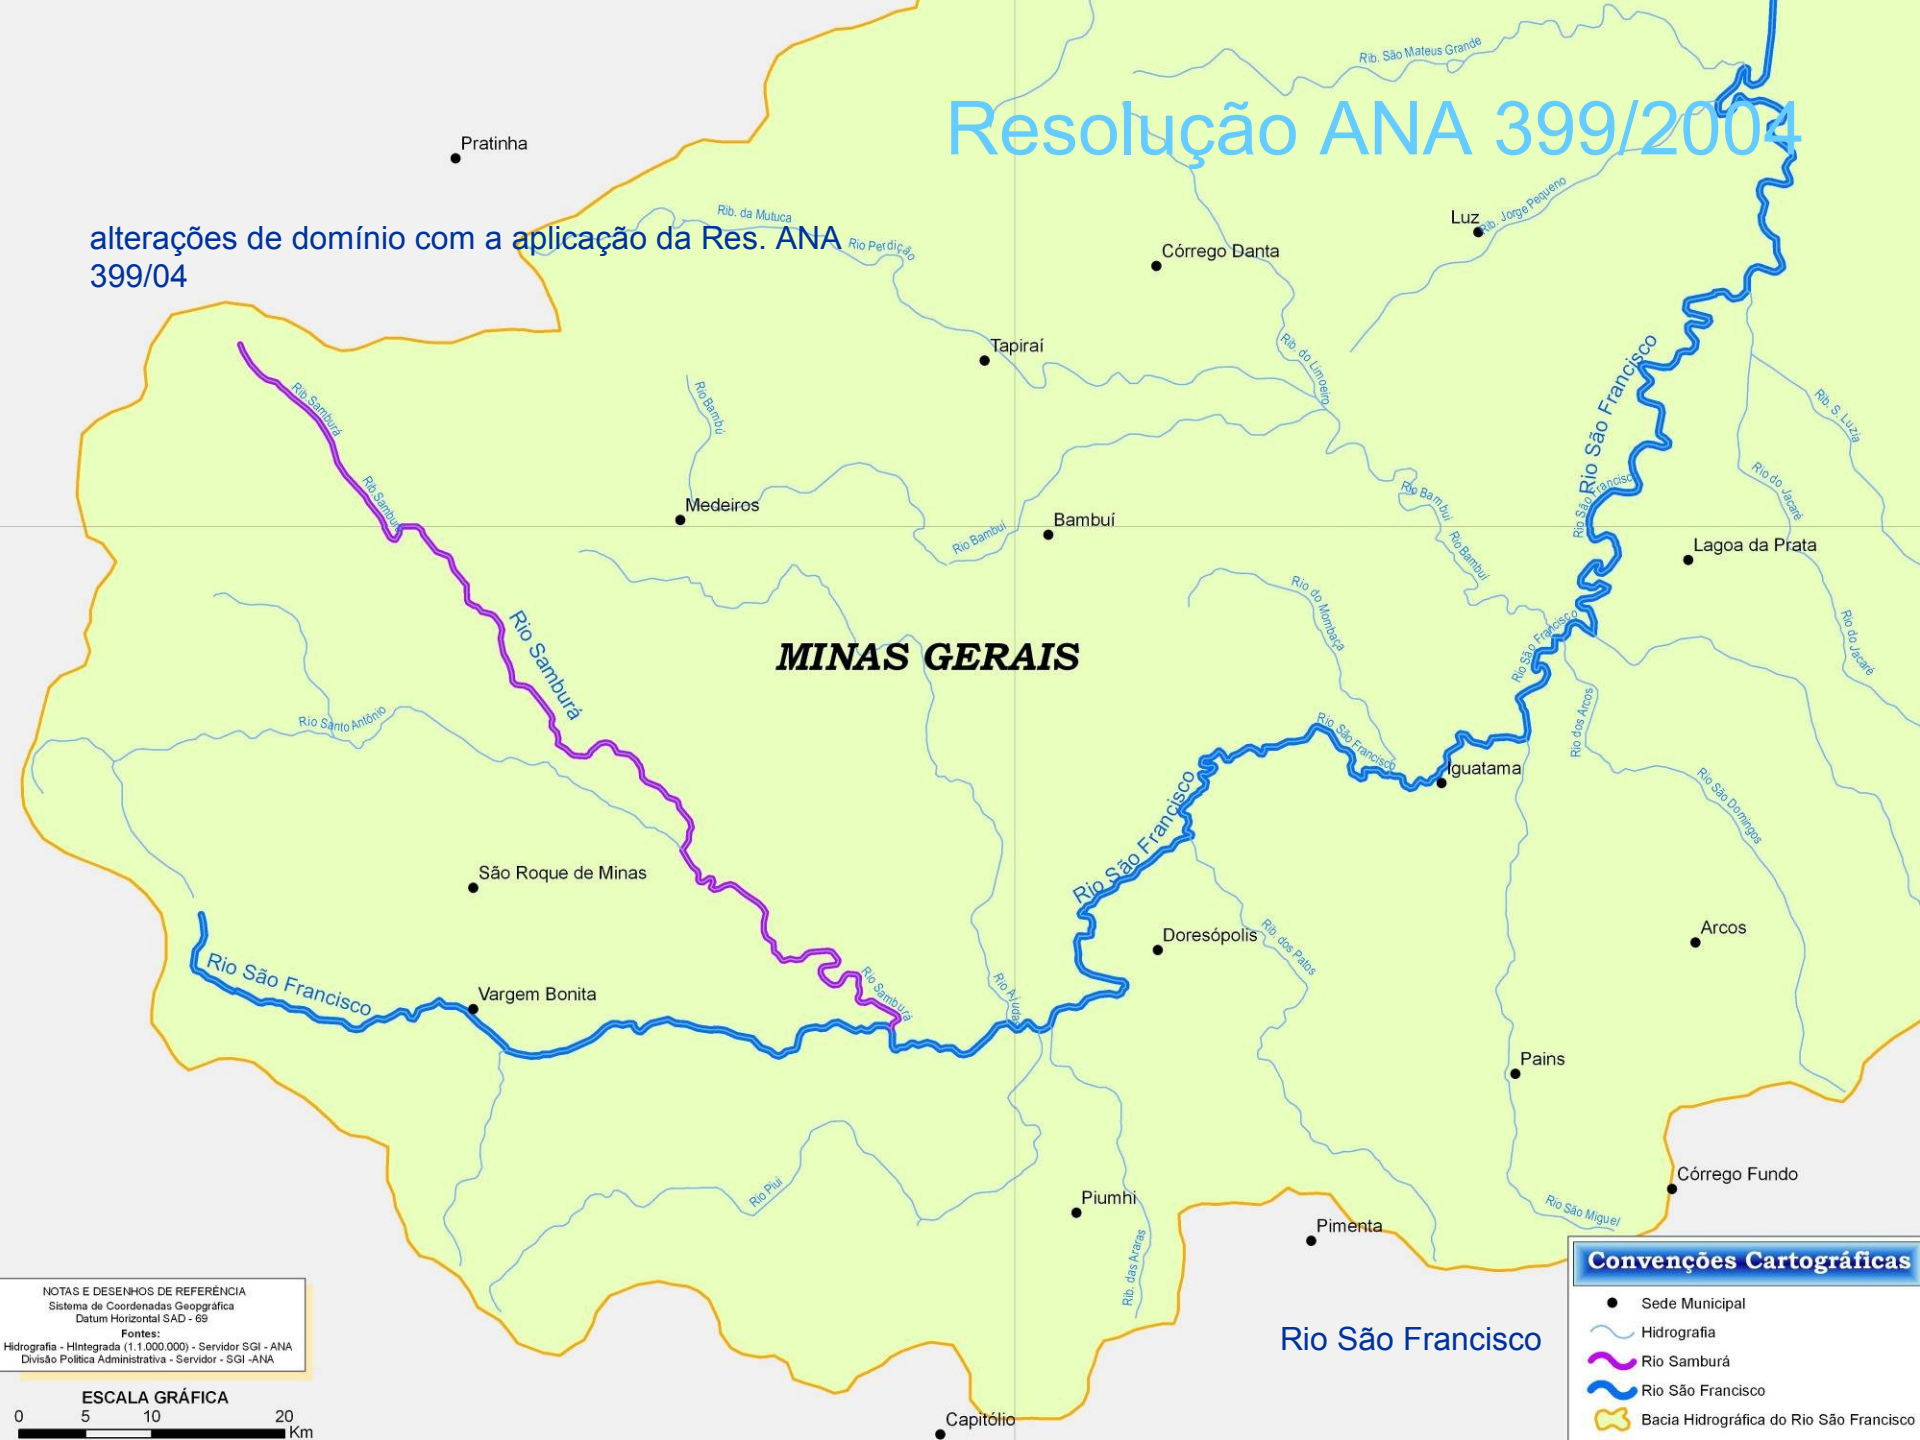 Rib. São Mateus Grande
Resolução ANA 399/2004
Pratinha
Rib. da Mutuca
Rib. Jorge Pequeno
Luz
alterações de domínio com a aplicação da Res. ANA
399/04
Rio Perdição
Córrego Danta
Tapiraí
Rib. do Limoeiro
Rio São Francisco
Rib. Samburá
Rio Bambú
Rib. S. Luzia
Rib. Samburá
Medeiros
Rio Bambuí
Bambuí
Rio Bambuí
Rio Bambuí
Rio São Francisco
Rio do Jacaré
Lagoa da Prata
Rio do Mombaça
Rio Samburá
MINAS GERAIS
Rio São Francisco
Rio do Jacaré
Rio Santo Antônio
Rio São Francisco
Rio dos Arcos
Iguatama
Rio São Domingos
Rio São Francisco
São Roque de Minas
Doresópolis
Rib. dos Patos
Arcos
Rio São Francisco
Vargem Bonita
Rio Samburá
Rio Ajudas
Pains
Rio Piui
Piumhi
Rib. das Araras
Pimenta
Rio São Miguel
Córrego Fundo
Rio São Francisco
Capitólio
NOTAS E DESENHOS DE REFERÊNCIA
Sistema de Coordenadas Geopgráfica
Datum Horizontal SAD - 69
Fontes:
Hidrografia - HIntegrada (1.1.000.000) - Servidor SGI - ANA
Divisão Política Administrativa - Servidor - SGI -ANA
ESCALA GRÁFICA
0 5 10 20
Km
Convenções Cartográficas
Sede Municipal
Hidrografia
Rio Samburá
Rio São Francisco
Bacia Hidrográfica do Rio São Francisco